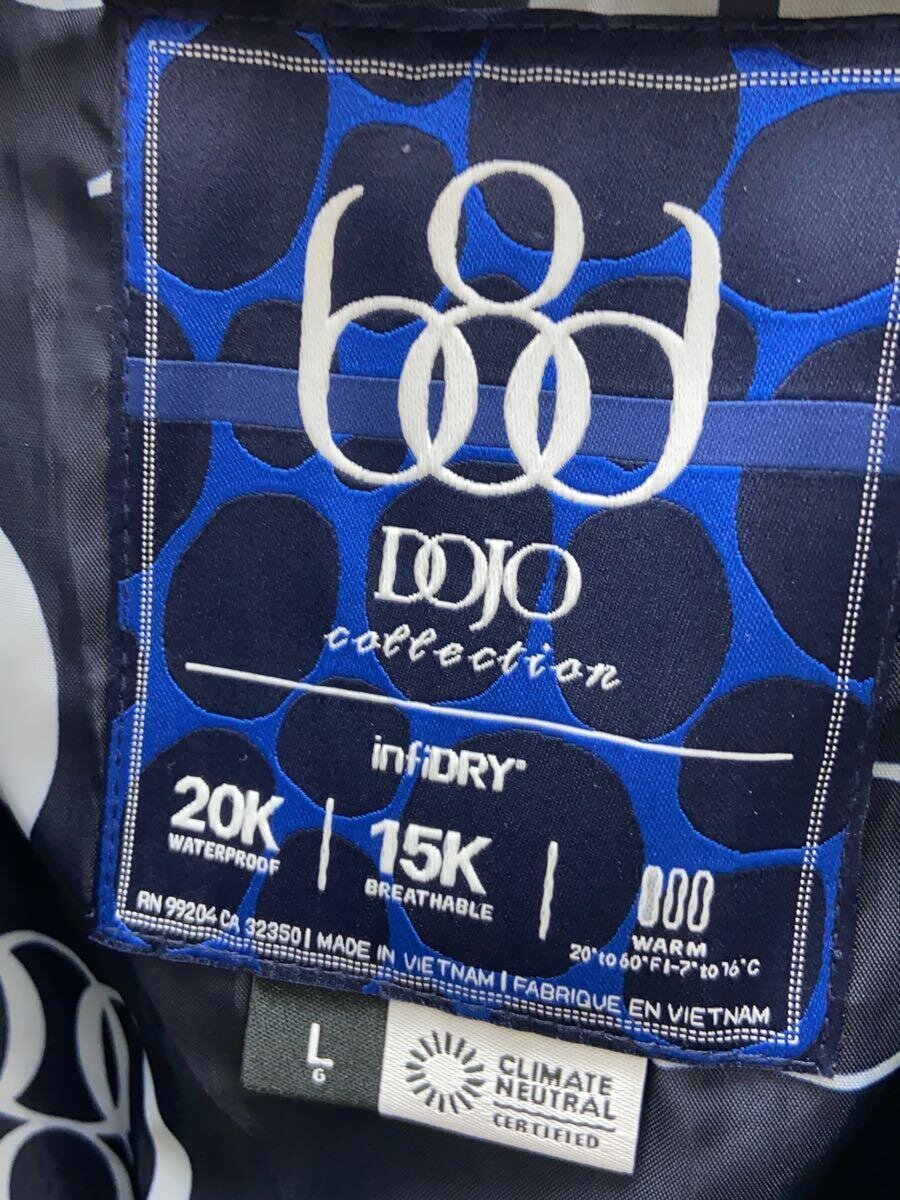 686
DOJO
collection
infiDRY®
20K
WATERPROOF
15K
BREATHABLE
WARM
20° to 60°F | -7° to 16°C
RN 99204 CA 32350 | MADE IN VIETNAM | FABRIQUE EN VIETNAM
L
G
CLIMATE
NEUTRAL
CERTIFIED